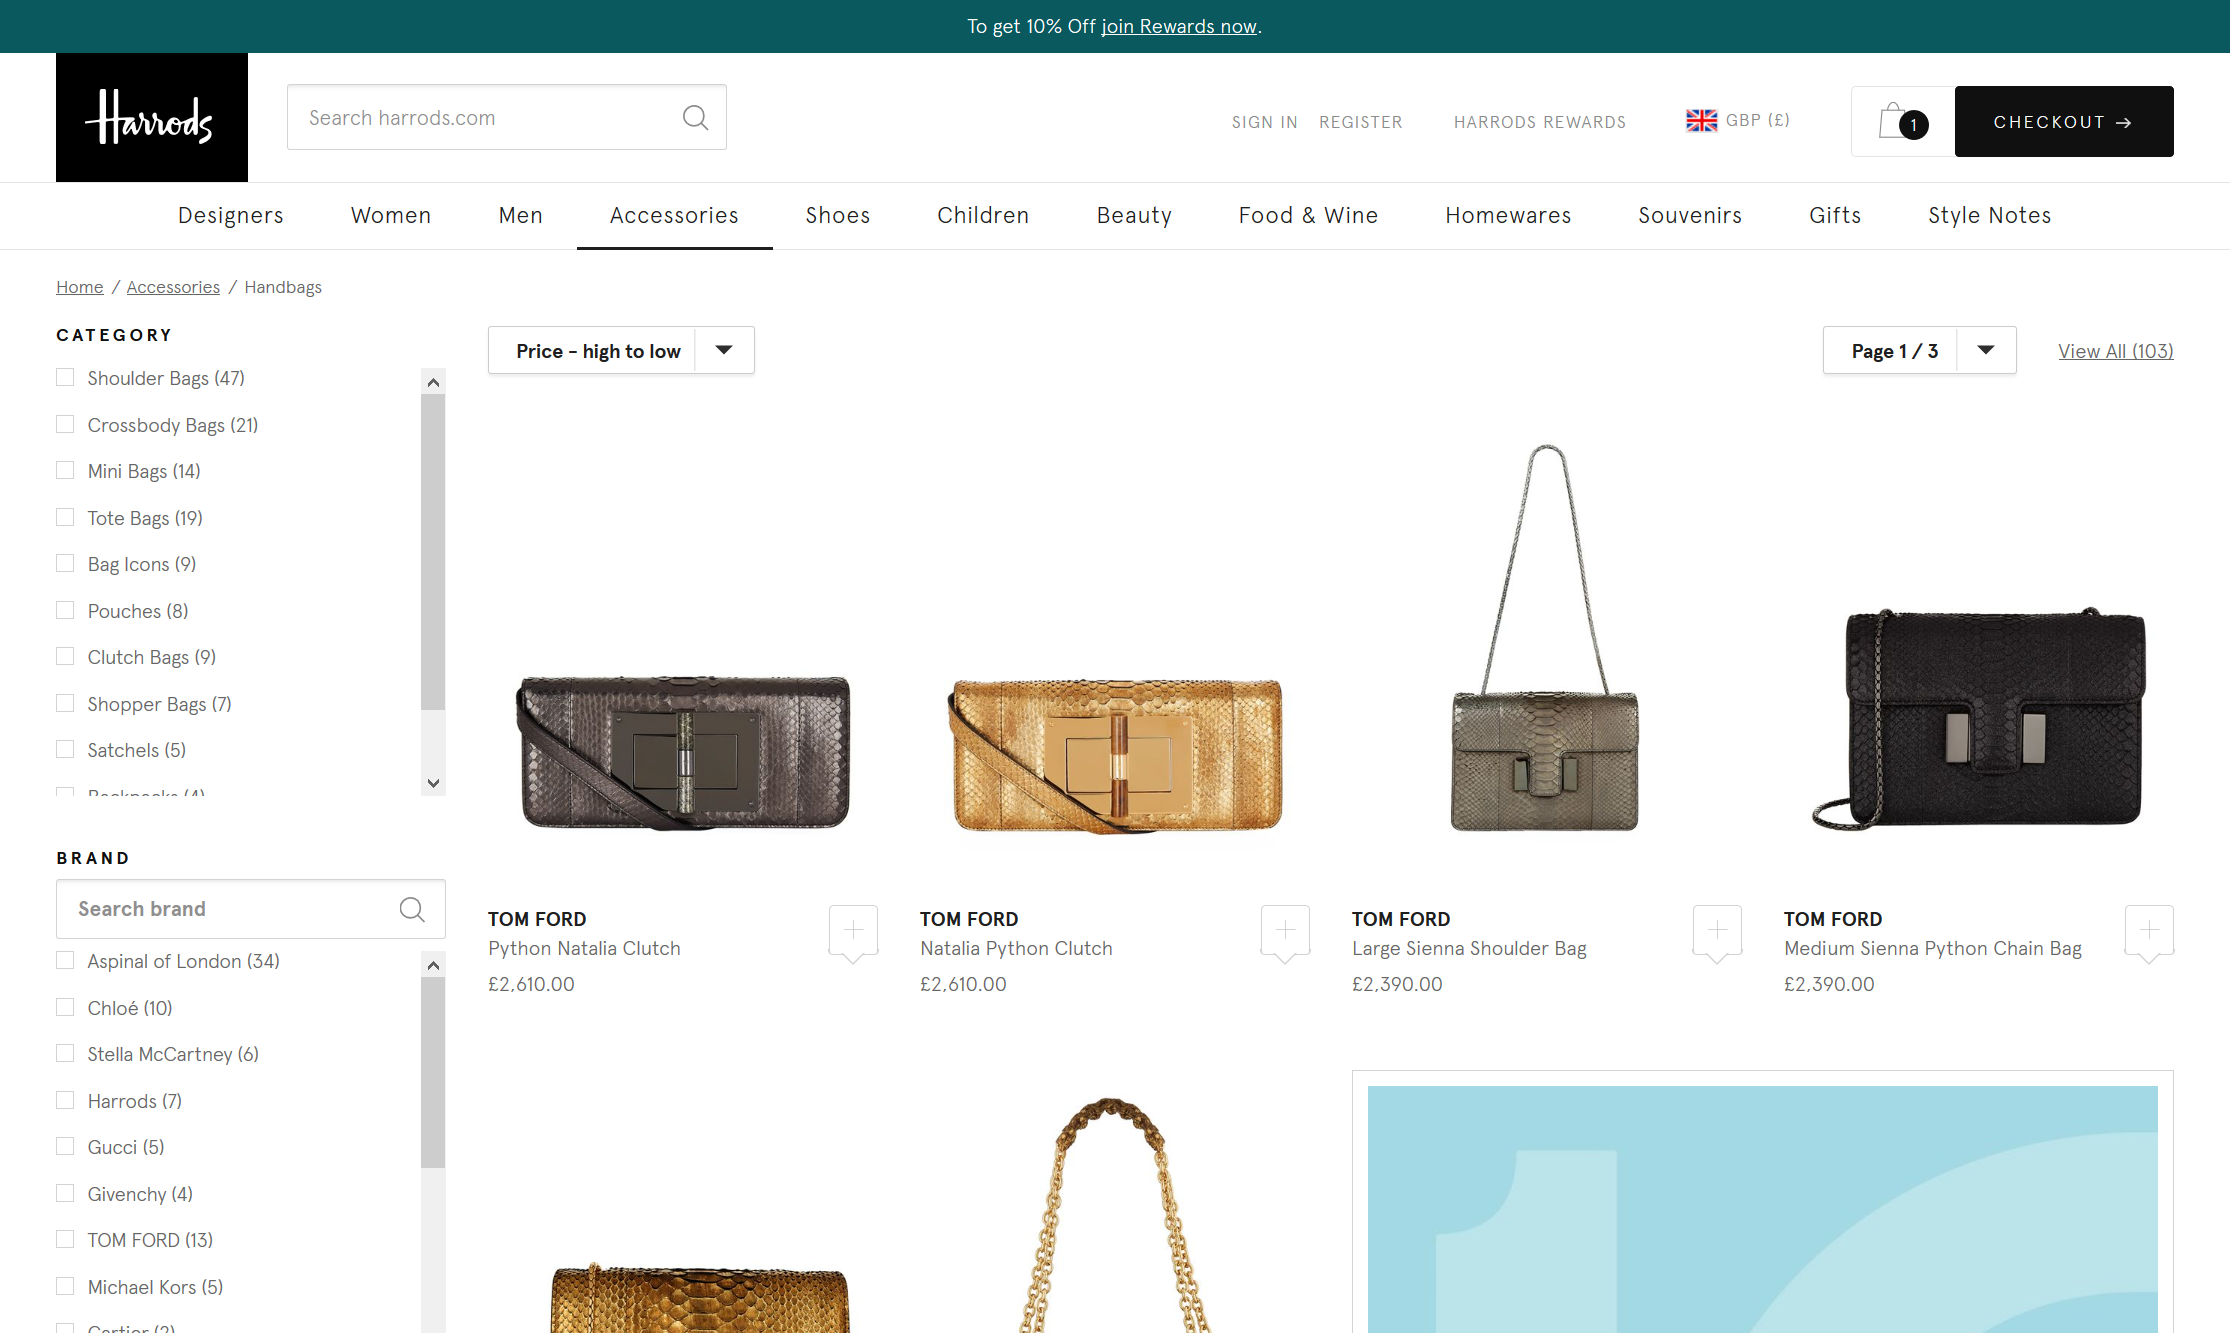 To get 10% Off join Rewards now.
Harrods
Search harrods.com
SIGN IN REGISTER HARRODS REWARDS GBP (£) 1 CHECKOUT →
Designers Women Men Accessories Shoes Children Beauty Food & Wine Homewares Souvenirs Gifts Style Notes
Home / Accessories / Handbags
CATEGORY
Shoulder Bags (47)
Crossbody Bags (21)
Mini Bags (14)
Tote Bags (19)
Bag Icons (9)
Pouches (8)
Clutch Bags (9)
Shopper Bags (7)
Satchels (5)
Backpacks (4)
BRAND
Search brand
Aspinal of London (34)
Chloé (10)
Stella McCartney (6)
Harrods (7)
Gucci (5)
Givenchy (4)
TOM FORD (13)
Michael Kors (5)
Cartier (2)
Price - high to low
Page 1 / 3
View All (103)
TOM FORD
Python Natalia Clutch
£2,610.00
TOM FORD
Natalia Python Clutch
£2,610.00
TOM FORD
Large Sienna Shoulder Bag
£2,390.00
TOM FORD
Medium Sienna Python Chain Bag
£2,390.00